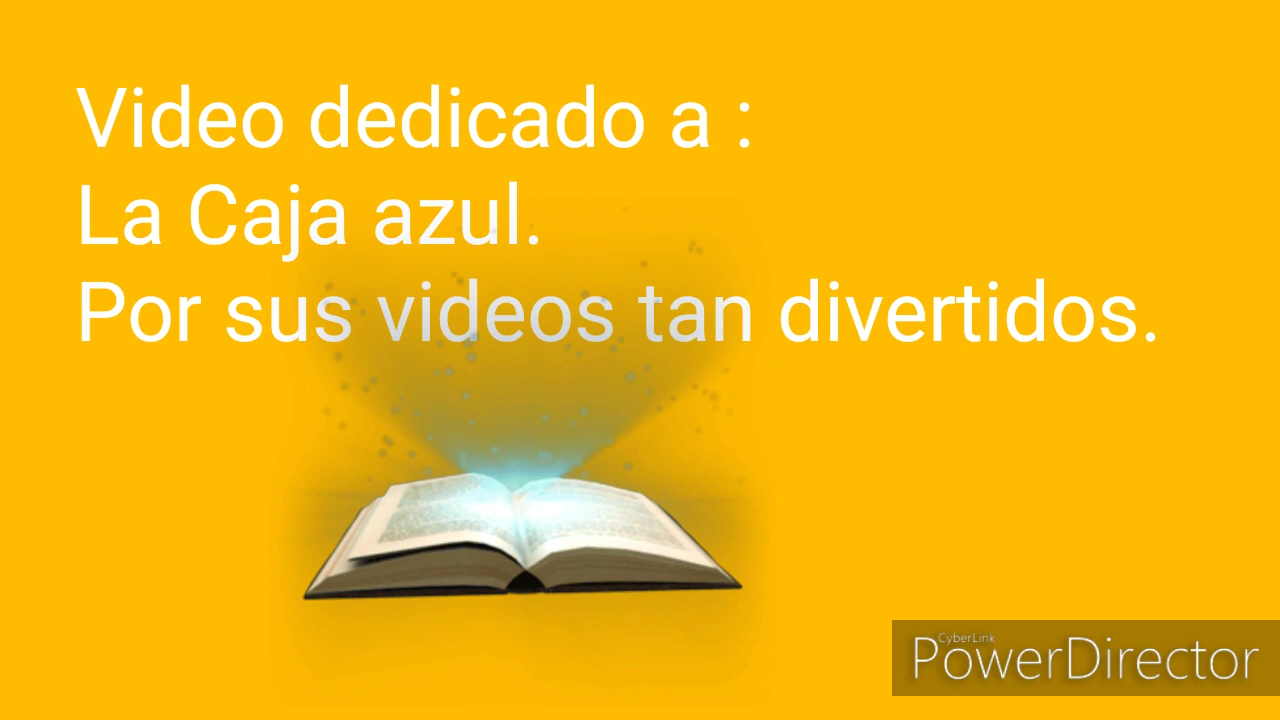 Video dedicado a :
La Caja azul.
Por sus videos tan divertidos.
CyberLink
PowerDirector